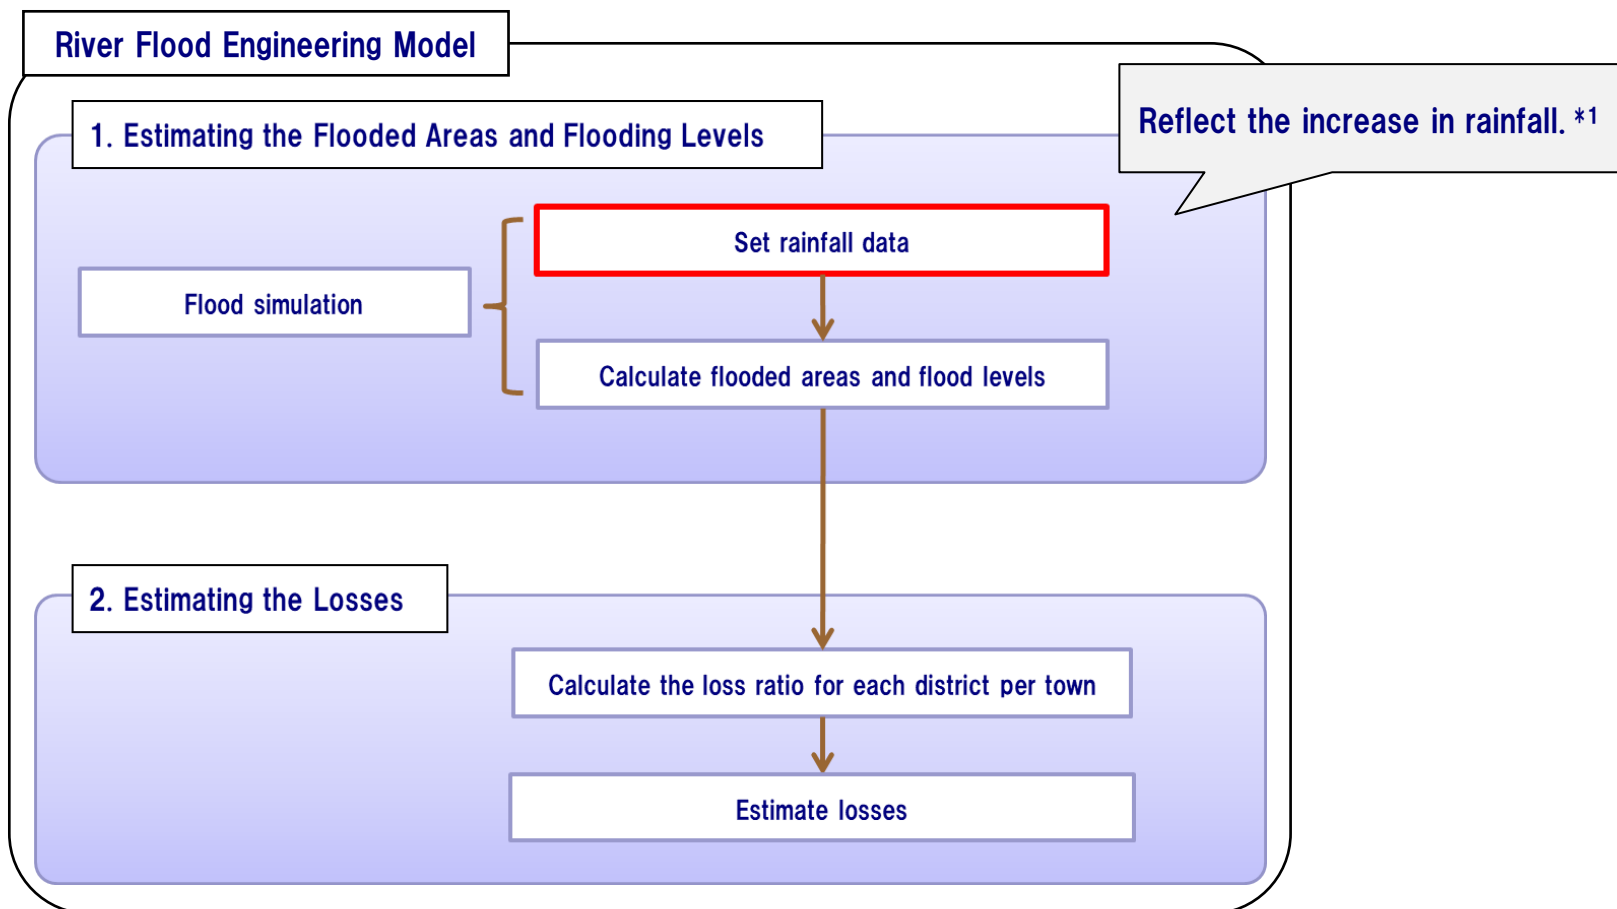 River Flood Engineering Model
1. Estimating the Flooded Areas and Flooding Levels
Reflect the increase in rainfall. *1
Set rainfall data
Flood simulation
Calculate flooded areas and flood levels
2. Estimating the Losses
Calculate the loss ratio for each district per town
Estimate losses